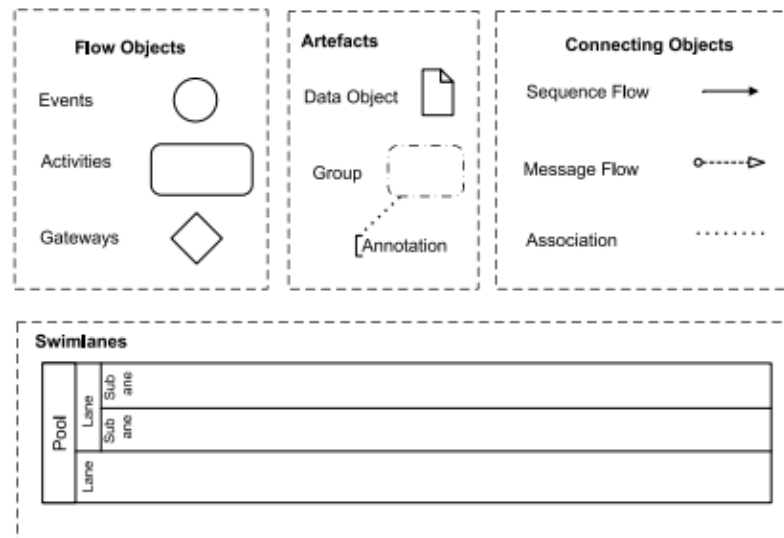 Flow Objects
Events
Activities
Gateways
Artefacts
Data Object
Group
Annotation
Connecting Objects
Sequence Flow
Message Flow
Association
Swimlanes
Pool
Lane
Sub
ane
Sub
ane
Lane